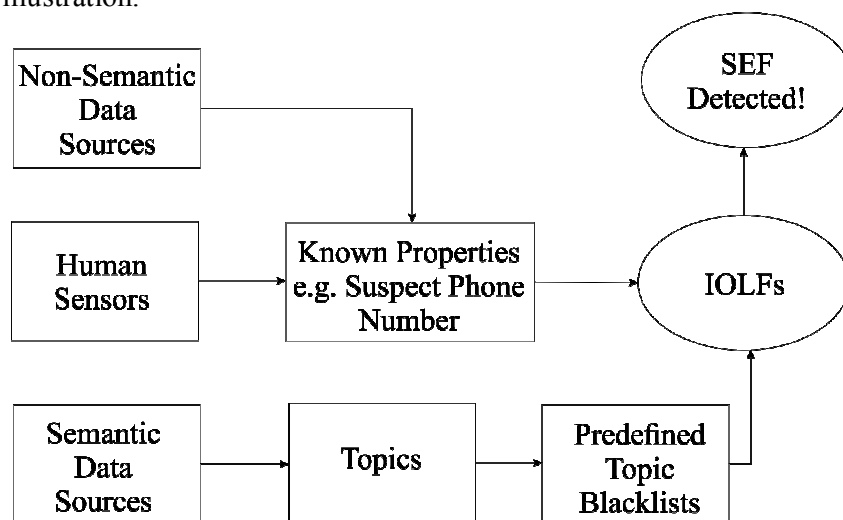 illustration.
Non-Semantic
Data
Sources
SEF
Detected!
Human
Sensors
Known Properties
e.g. Suspect Phone
Number
IOLFs
Semantic
Data
Sources
Topics
Predefined
Topic
Blacklists